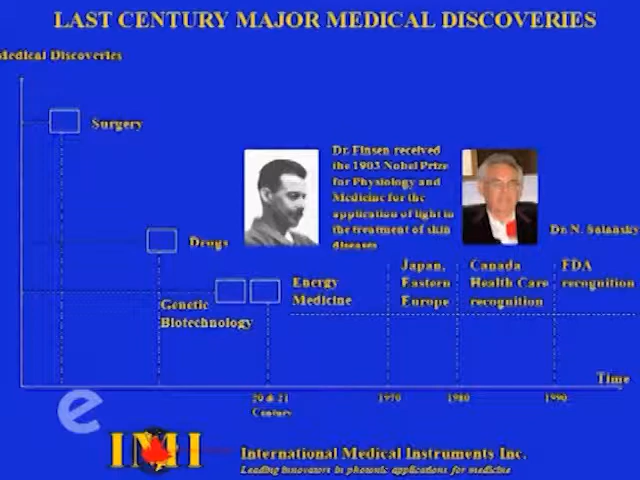 LAST CENTURY MAJOR MEDICAL DISCOVERIES
Medical Discoveries
Surgery
Dr. Finsen received
the 1903 Nobel Prize
for Physiology and
Medicine for the
application of light in
the treatment of skin
diseases
Dr. N. Salansky
Drugs
Genetic
Biotechnology
Energy
Medicine
Japan,
Eastern
Europe
Canada
Health Care
recognition
FDA
recognition
Time
20 & 21
Century
1970
1980
1990
e
IMI
International Medical Instruments Inc.
Leading innovators in photonic applications for medicine